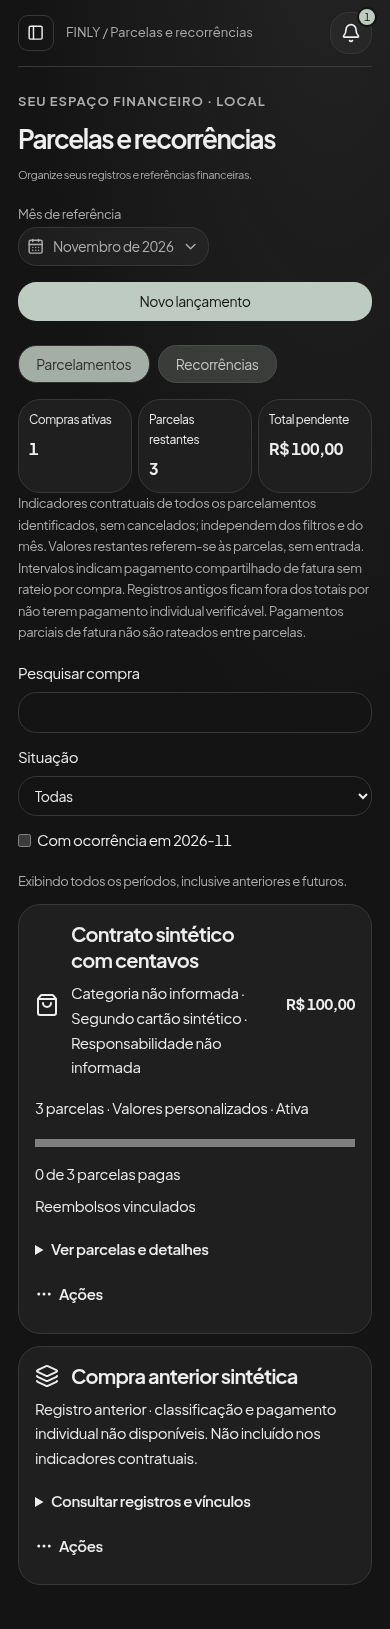 FINLY / Parcelas e recorrências
1
SEU ESPAÇO FINANCEIRO · LOCAL
Parcelas e recorrências
Organize seus registros e referências financeiras.
Mês de referência
Novembro de 2026
Novo lançamento
Parcelamentos
Recorrências
Compras ativas
1
Parcelas
restantes
3
Total pendente
R$ 100,00
Indicadores contratuais de todos os parcelamentos
identificados, sem cancelados; independem dos filtros e do
mês. Valores restantes referem-se às parcelas, sem entrada.
Intervalos indicam pagamento compartilhado de fatura sem
rateio por compra. Registros antigos ficam fora dos totais por
não terem pagamento individual verificável. Pagamentos
parciais de fatura não são rateados entre parcelas.
Pesquisar compra
Situação
Todas
Com ocorrência em 2026-11
Exibindo todos os períodos, inclusive anteriores e futuros.
Contrato sintético
com centavos
Categoria não informada ·
Segundo cartão sintético ·
Responsabilidade não
informada
R$ 100,00
3 parcelas · Valores personalizados · Ativa
0 de 3 parcelas pagas
Reembolsos vinculados
Ver parcelas e detalhes
Ações
Compra anterior sintética
Registro anterior · classificação e pagamento
individual não disponíveis. Não incluído nos
indicadores contratuais.
Consultar registros e vínculos
Ações